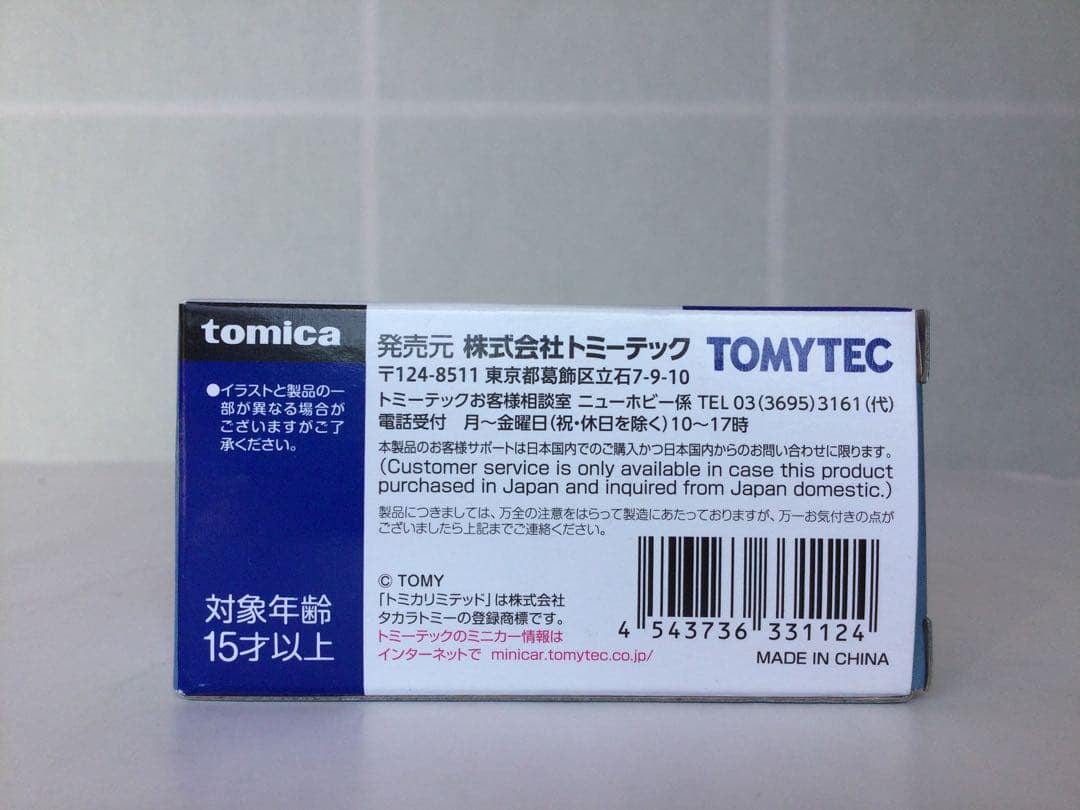 tomica
●イラストと製品の一
部が異なる場合が
ございますがご了
承ください。
対象年齢
15才以上
発売元 株式会社トミーテック TOMYTEC
〒124-8511 東京都葛飾区立石7-9-10
トミーテックお客様相談室 ニューホビー係 TEL 03(3695)3161(代)
電話受付 月〜金曜日(祝・休日を除く)10〜17時
本製品のお客様サポートは日本国内でのご購入かつ日本国内からのお問い合わせに限ります。
(Customer service is only available in case this product
purchased in Japan and inquired from Japan domestic.)
製品につきましては、万全の注意をはらって製造にあたっておりますが、万一お気付きの点が
ございましたら上記までご連絡ください。
© TOMY
「トミカリミテッド」は株式会社
タカラトミーの登録商標です。
トミーテックのミニカー情報は
インターネットで minicar.tomytec.co.jp/
4 543736 331124
MADE IN CHINA